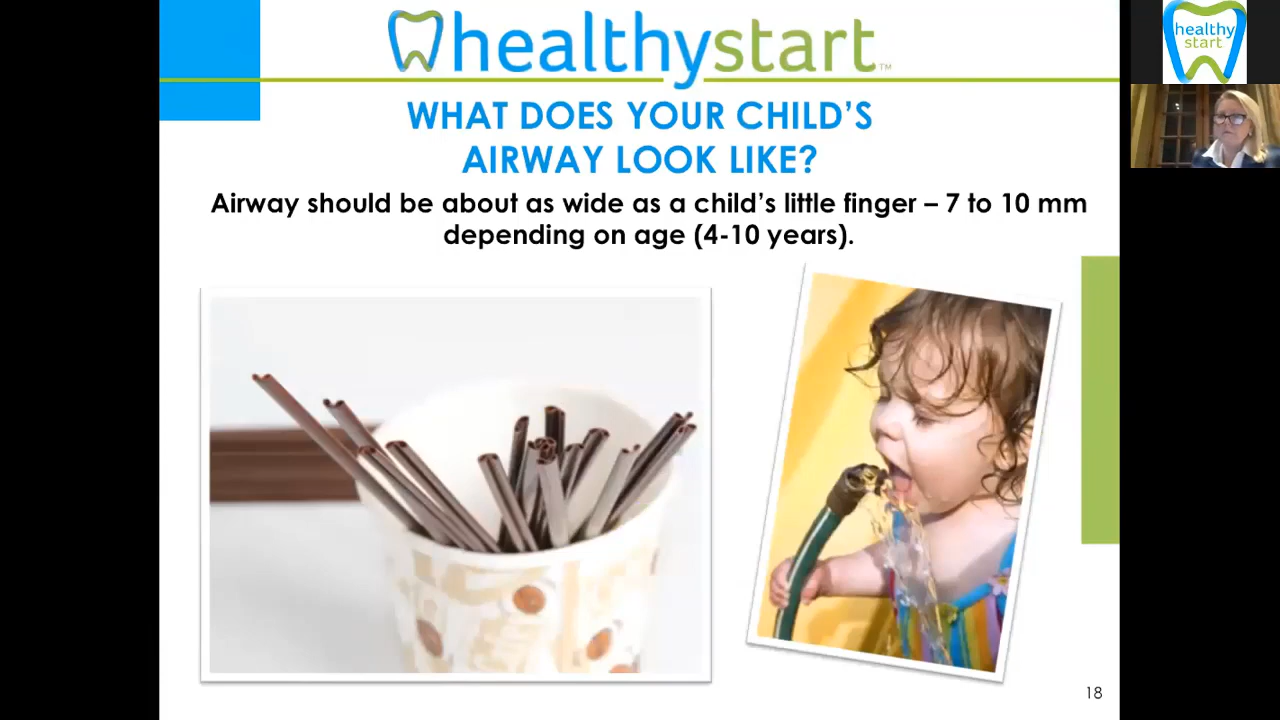 healthystart™
WHAT DOES YOUR CHILD'S
AIRWAY LOOK LIKE?
Airway should be about as wide as a child's little finger – 7 to 10 mm
depending on age (4-10 years).
18
healthy
start